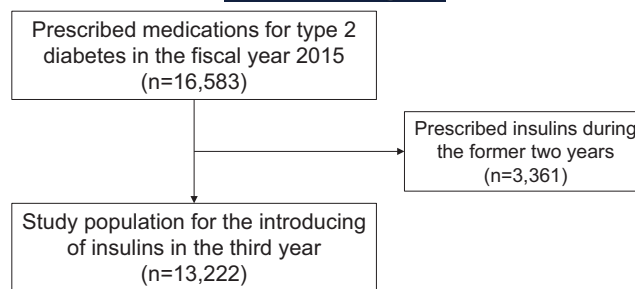 Prescribed medications for type 2
diabetes in the fiscal year 2015
(n=16,583)
Prescribed insulins during
the former two years
(n=3,361)
Study population for the introducing
of insulins in the third year
(n=13,222)